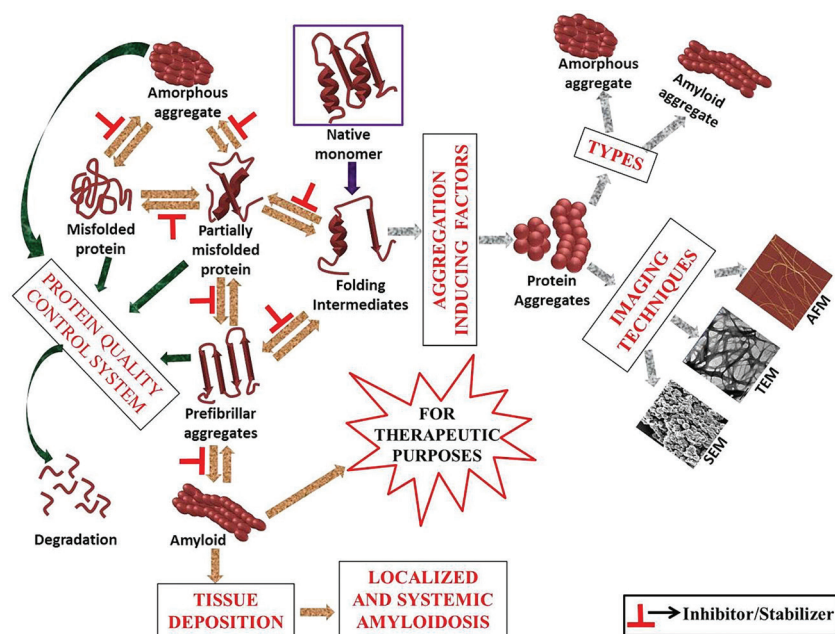 Amorphous
aggregate
Native
monomer
Misfolded
protein
Partially
misfolded
protein
Folding
Intermediates
PROTEIN QUALITY
CONTROL SYSTEM
Prefibrillar
aggregates
Degradation
Amyloid
TISSUE
DEPOSITION
LOCALIZED
AND SYSTEMIC
AMYLOIDOSIS
FOR
THERAPEUTIC
PURPOSES
AGGREGATION
INDUCING FACTORS
Protein
Aggregates
TYPES
Amorphous
aggregate
Amyloid
aggregate
IMAGING
TECHNIQUES
AFM
TEM
SEM
Inhibitor/Stabilizer